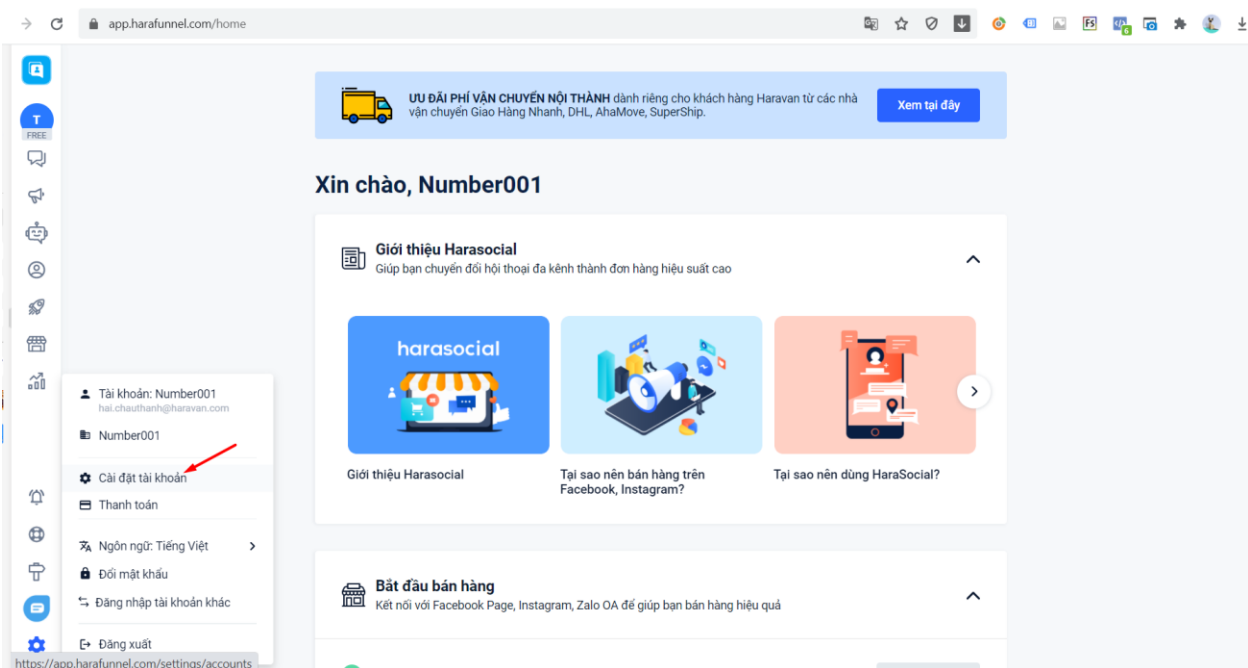 app.harafunnel.com/home
FS
6
T
FREE
ƯU ĐÃI PHÍ VẬN CHUYỂN NỘI THÀNH dành riêng cho khách hàng Haravan từ các nhà
vận chuyển Giao Hàng Nhanh, DHL, AhaMove, SuperShip.
Xem tại đây
Xin chào, Number001
Giới thiệu Harasocial
Giúp bạn chuyển đổi hội thoại đa kênh thành đơn hàng hiệu suất cao
harasocial
Giới thiệu Harasocial
Tại sao nên bán hàng trên
Facebook, Instagram?
Tại sao nên dùng HaraSocial?
Tài khoản: Number001
hai.chauthanh@haravan.com
Number001
Cài đặt tài khoản
Thanh toán
Ngôn ngữ: Tiếng Việt
Đổi mật khẩu
Đăng nhập tài khoản khác
Đăng xuất
Bắt đầu bán hàng
Kết nối với Facebook Page, Instagram, Zalo OA để giúp bạn bán hàng hiệu quả
https://app.harafunnel.com/settings/accounts